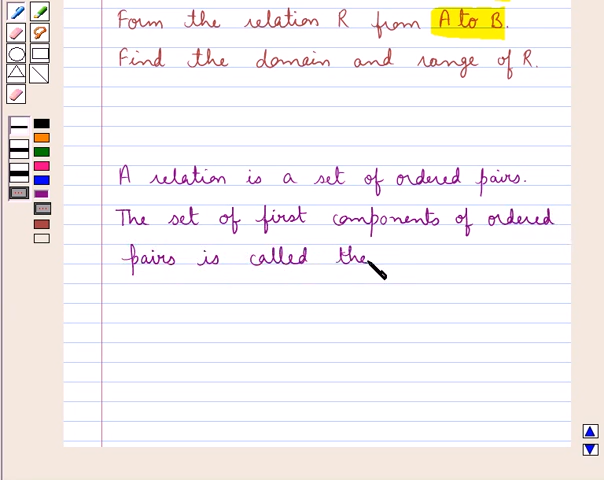 Form the relation R from A to B.
Find the domain and range of R.
A relation is a set of ordered pairs.
The set of first components of ordered
pairs is called the